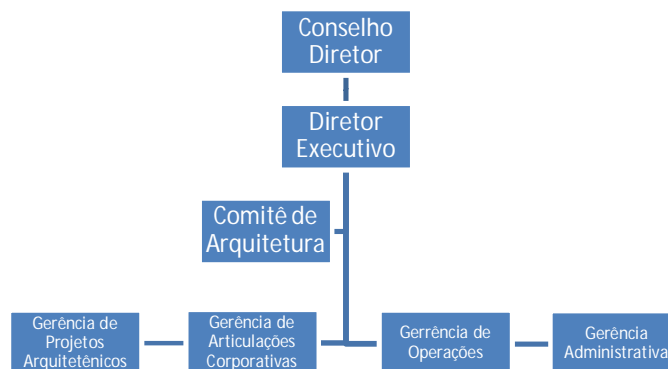 Conselho
Diretor
Diretor
Executivo
Comitê de
Arquitetura
Gerência de
Projetos
Arquitetênicos
Gerência de
Articulações
Corporativas
Gerrência de
Operações
Gerência
Administrativa